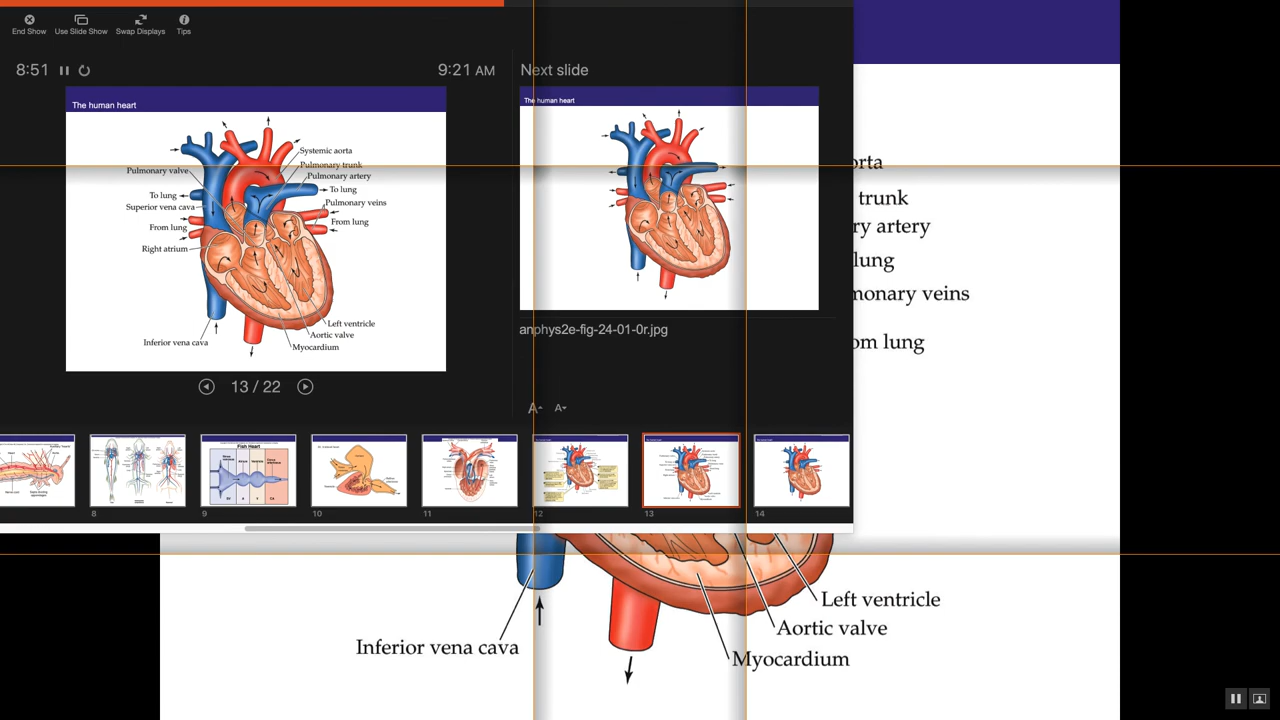 End Show
Use Slide Show
Swap Displays
Tips
8:51
9:21 AM
Next slide
The human heart
Systemic aorta
Pulmonary trunk
Pulmonary artery
To lung
Pulmonary veins
From lung
Pulmonary valve
To lung
Superior vena cava
From lung
Right atrium
Inferior vena cava
Left ventricle
Aortic valve
Myocardium
13 / 22
The human heart
anphys2e-fig-24-01-0r.jpg
A
A
Fish Heart
8
9
10
11
12
13
14
orta
trunk
ry artery
lung
monary veins
om lung
Left ventricle
Aortic valve
Myocardium
Inferior vena cava